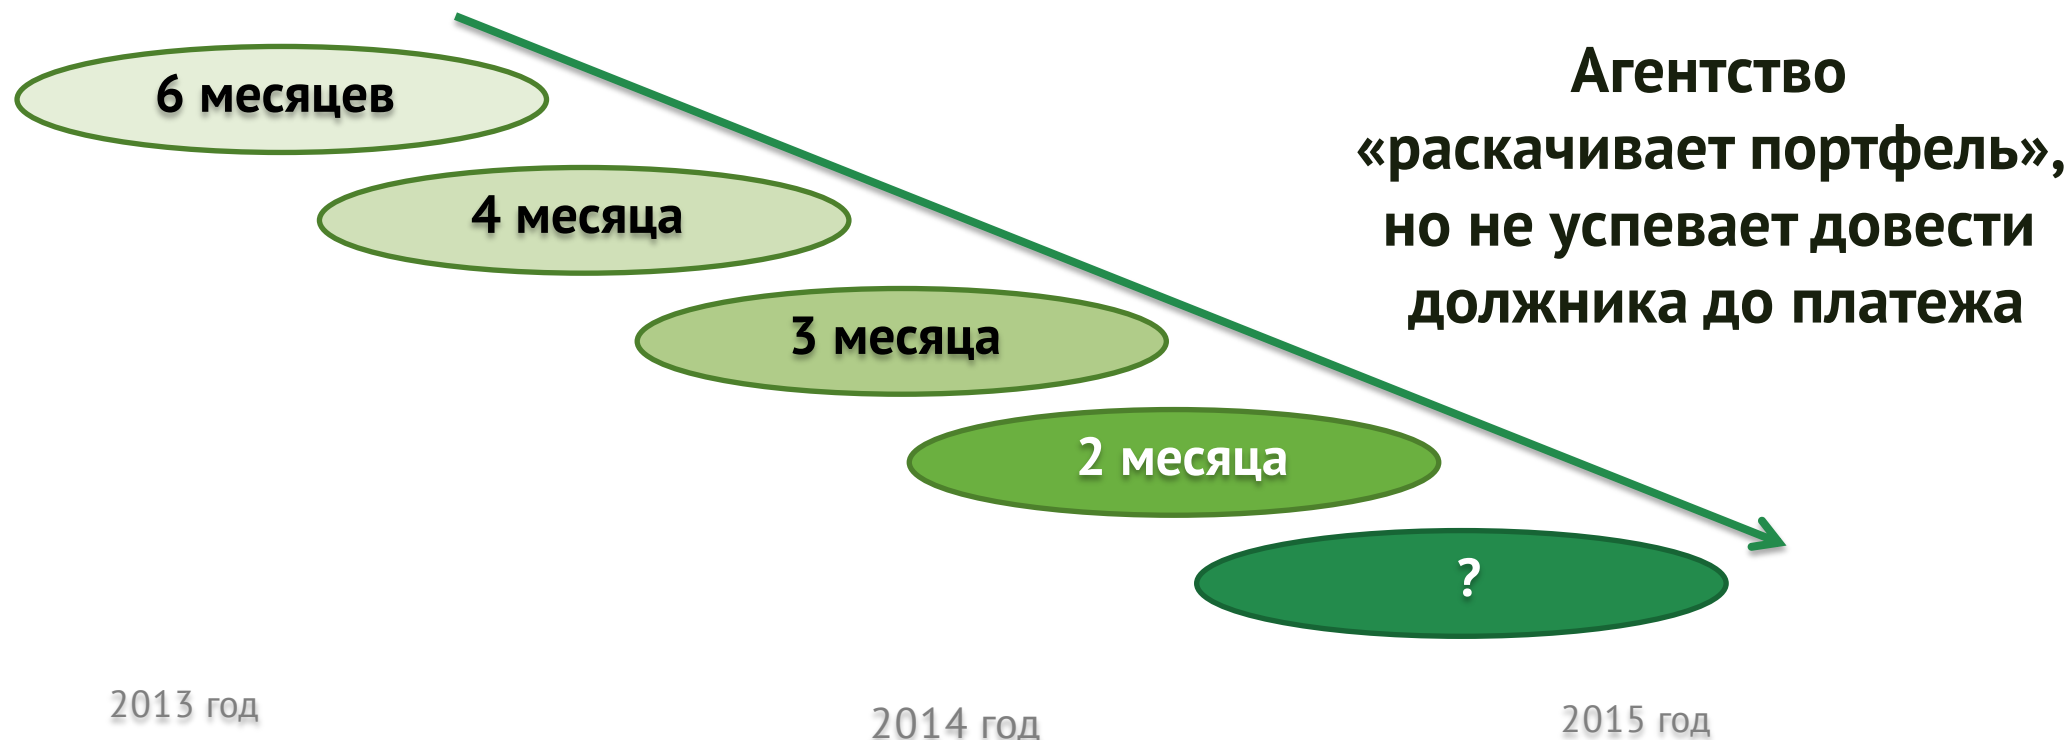 6 месяцев
4 месяца
3 месяца
2 месяца
?
Агентство
«раскачивает портфель»,
но не успевает довести
должника до платежа
2013 год
2014 год
2015 год